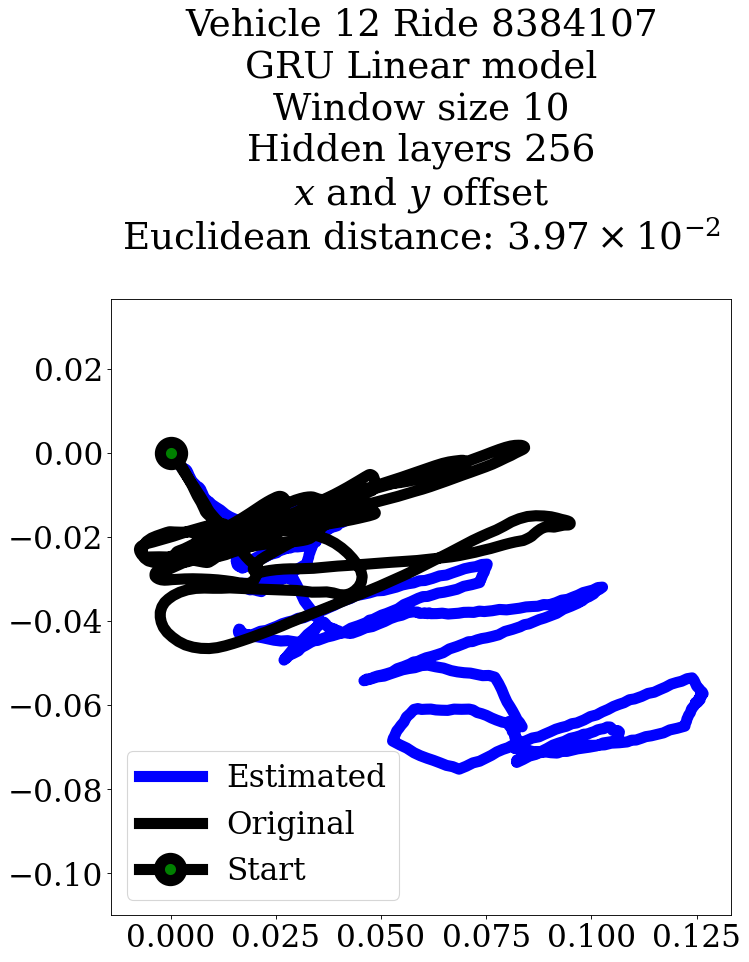 Vehicle 12 Ride 8384107
GRU Linear model
Window size 10
Hidden layers 256
x and y offset
Euclidean distance: 3.97 × 10⁻²
0.02
0.00
−0.02
−0.04
−0.06
−0.08
−0.10
Estimated
Original
Start
0.000 0.025 0.050 0.075 0.100 0.125